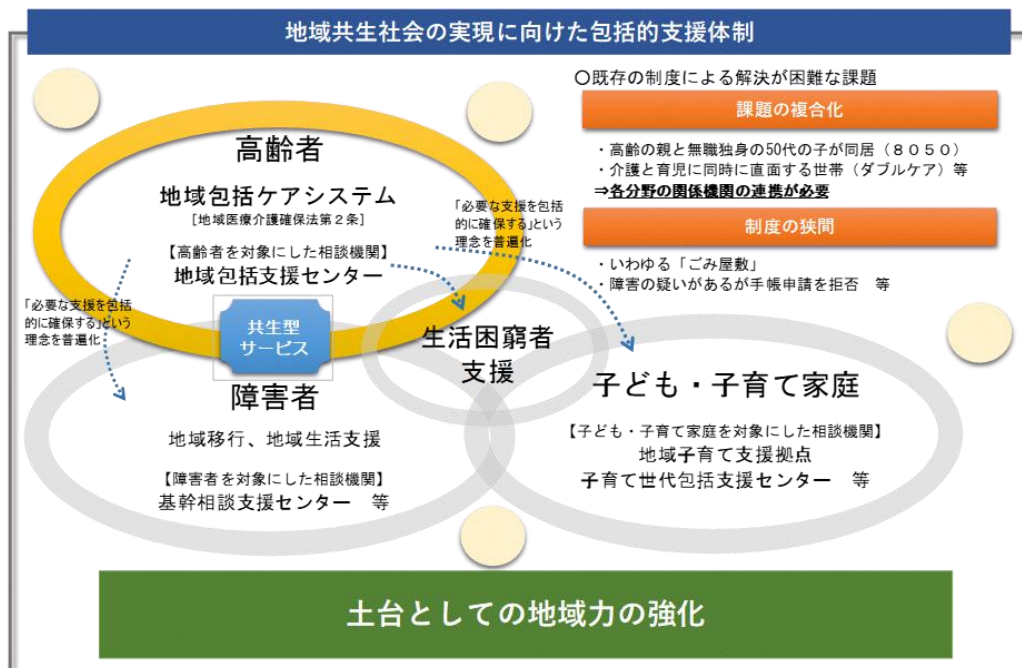 地域共生社会の実現に向けた包括的支援体制
〇既存の制度による解決が困難な課題
課題の複合化
・高齢の親と無職独身の50代の子が同居（８０５０）
・介護と育児に同時に直面する世帯（ダブルケア）等
⇒各分野の関係機関の連携が必要
制度の狭間
・いわゆる「ごみ屋敷」
・障害の疑いがあるが手帳申請を拒否　等
高齢者
地域包括ケアシステム
[地域医療介護確保法第２条]
【高齢者を対象にした相談機関】
地域包括支援センター
「必要な支援を包括
的に確保する」という
理念を普遍化
「必要な支援を包括
的に確保する」という
理念を普遍化
共生型
サービス
生活困窮者
支援
障害者
地域移行、地域生活支援
【障害者を対象にした相談機関】
基幹相談支援センター　等
子ども・子育て家庭
【子ども・子育て家庭を対象にした相談機関】
地域子育て支援拠点
子育て世代包括支援センター　等
土台としての地域力の強化